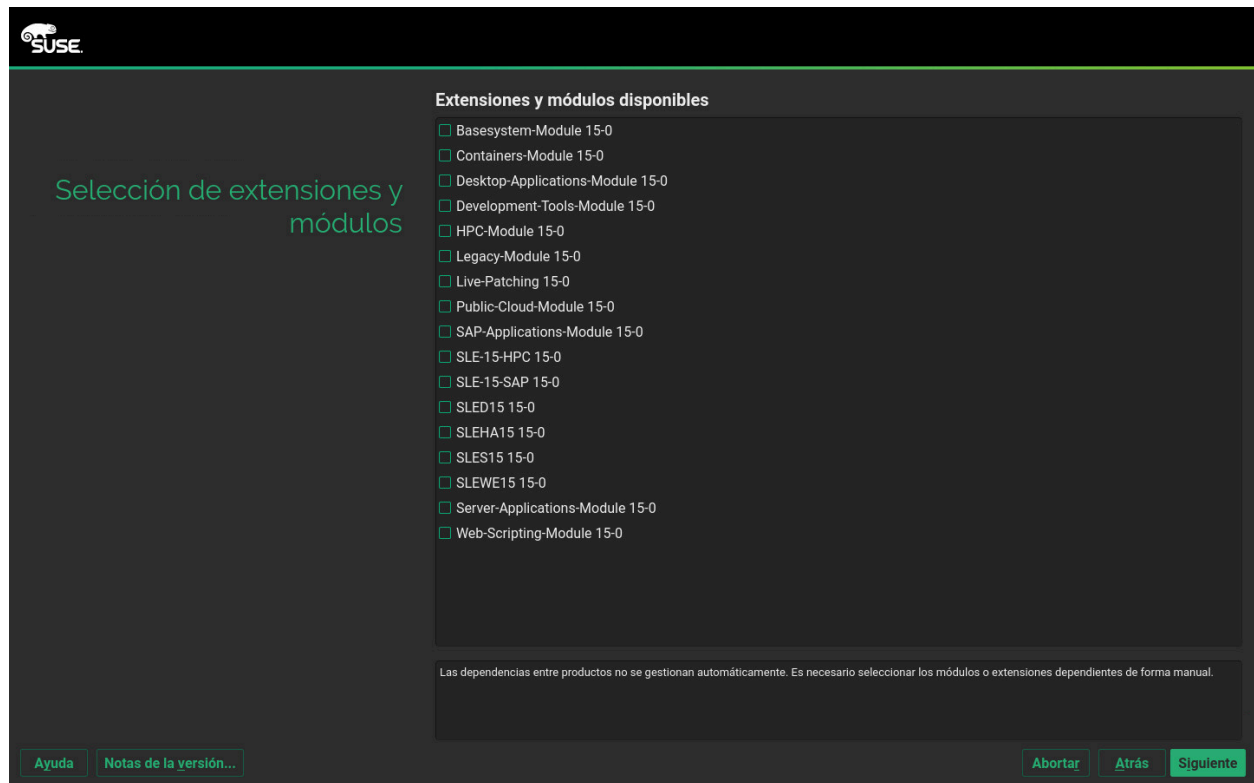 SUSE.
Selección de extensiones y
módulos
Extensiones y módulos disponibles
Basesystem-Module 15-0
Containers-Module 15-0
Desktop-Applications-Module 15-0
Development-Tools-Module 15-0
HPC-Module 15-0
Legacy-Module 15-0
Live-Patching 15-0
Public-Cloud-Module 15-0
SAP-Applications-Module 15-0
SLE-15-HPC 15-0
SLE-15-SAP 15-0
SLED15 15-0
SLEHA15 15-0
SLES15 15-0
SLEWE15 15-0
Server-Applications-Module 15-0
Web-Scripting-Module 15-0
Las dependencias entre productos no se gestionan automáticamente. Es necesario seleccionar los módulos o extensiones dependientes de forma manual.
Ayuda Notas de la versión... Abortar Atrás Siguiente